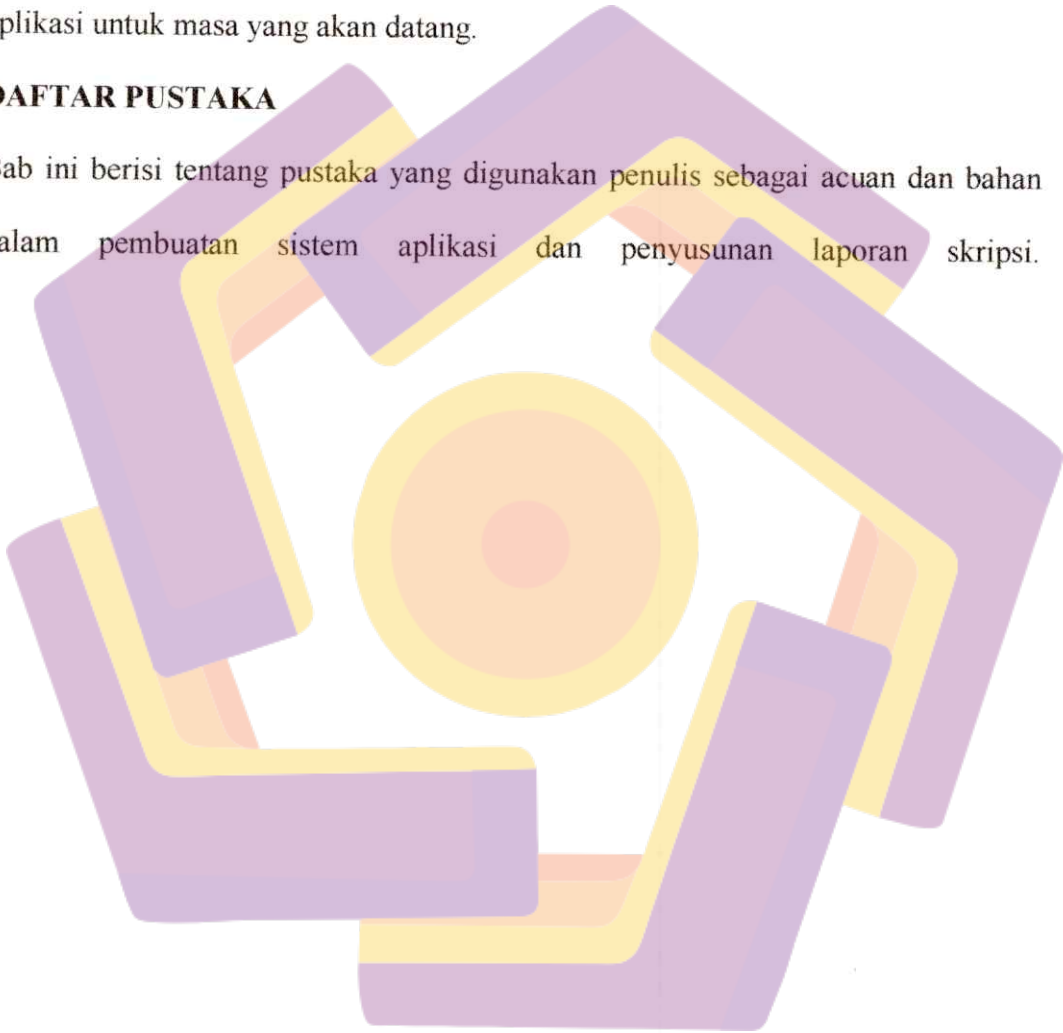 plikasi untuk masa yang akan datang.
DAFTAR PUSTAKA
ab ini berisi tentang pustaka yang digunakan penulis sebagai acuan dan bahan
alam pembuatan sistem aplikasi dan penyusunan laporan skripsi.